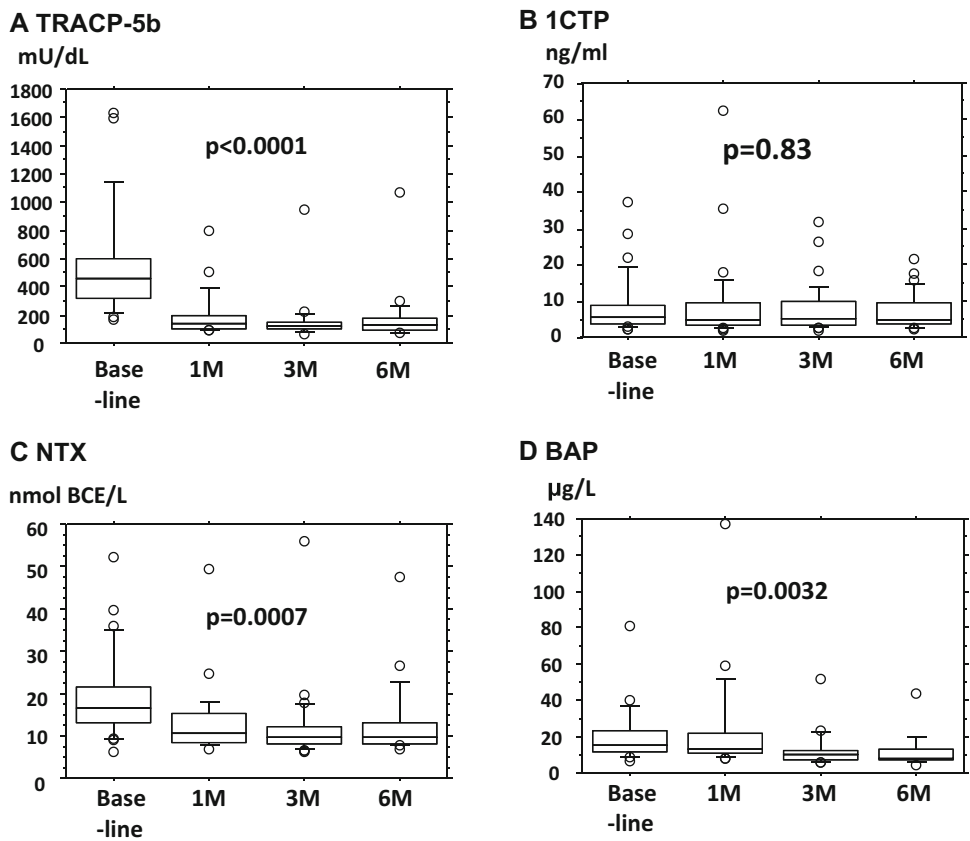 A TRACP-5b
mU/dL
1800
1600
1400
1200
1000
800
600
400
200
0
p<0.0001
Base
-line
1M
3M
6M
B 1CTP
ng/ml
70
60
50
40
30
20
10
0
p=0.83
Base
-line
1M
3M
6M
C NTX
nmol BCE/L
60
50
40
30
20
10
0
p=0.0007
Base
-line
1M
3M
6M
D BAP
μg/L
140
120
100
80
60
40
20
0
p=0.0032
Base
-line
1M
3M
6M